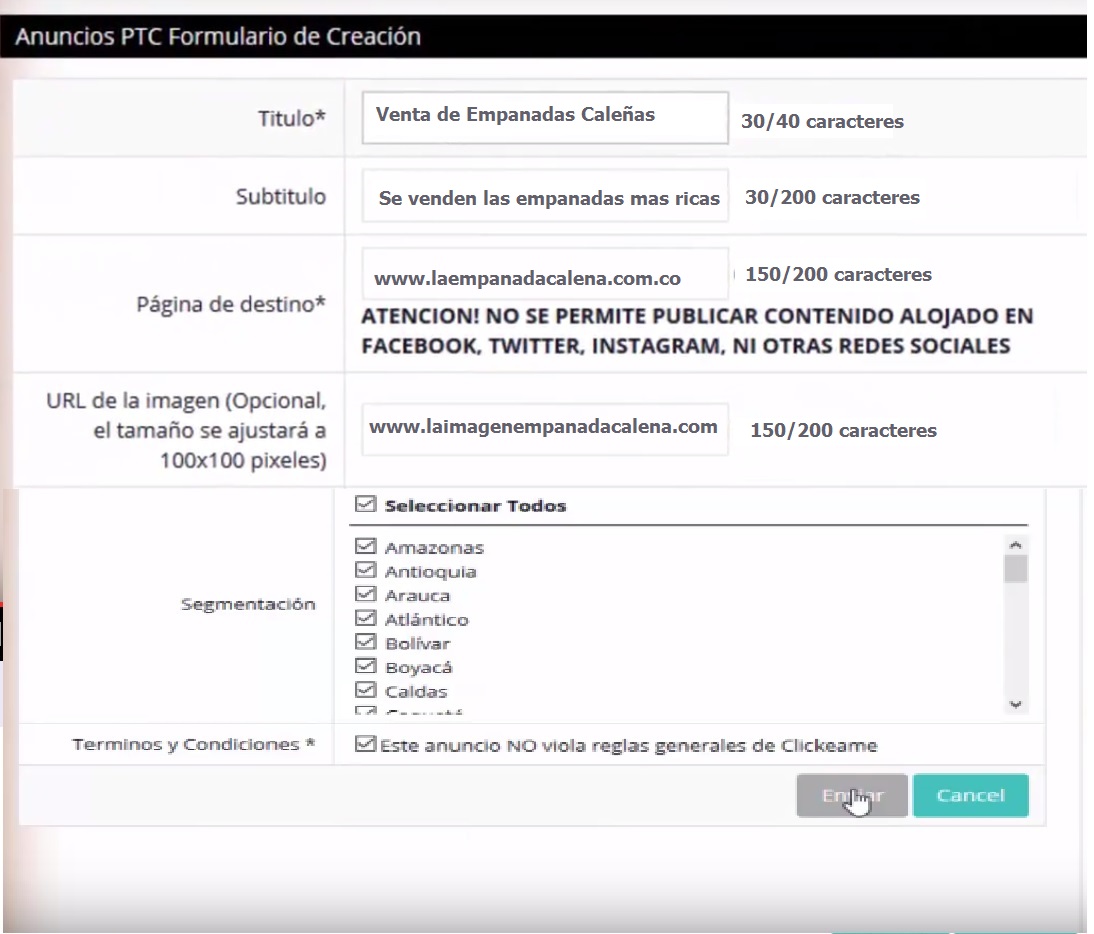 Anuncios PTC Formulario de Creación
Titulo*
Venta de Empanadas Caleñas
30/40 caracteres
Subtitulo
Se venden las empanadas mas ricas
30/200 caracteres
Página de destino*
www.laempanadacalena.com.co
150/200 caracteres
ATENCION! NO SE PERMITE PUBLICAR CONTENIDO ALOJADO EN
FACEBOOK, TWITTER, INSTAGRAM, NI OTRAS REDES SOCIALES
URL de la imagen (Opcional,
el tamaño se ajustará a
100x100 pixeles)
www.laimagenempanadacalena.com
150/200 caracteres
Segmentación
Seleccionar Todos
Amazonas
Antioquia
Arauca
Atlántico
Bolívar
Boyacá
Caldas
Terminos y Condiciones *
Este anuncio NO viola reglas generales de Clickeame
Enviar
Cancel